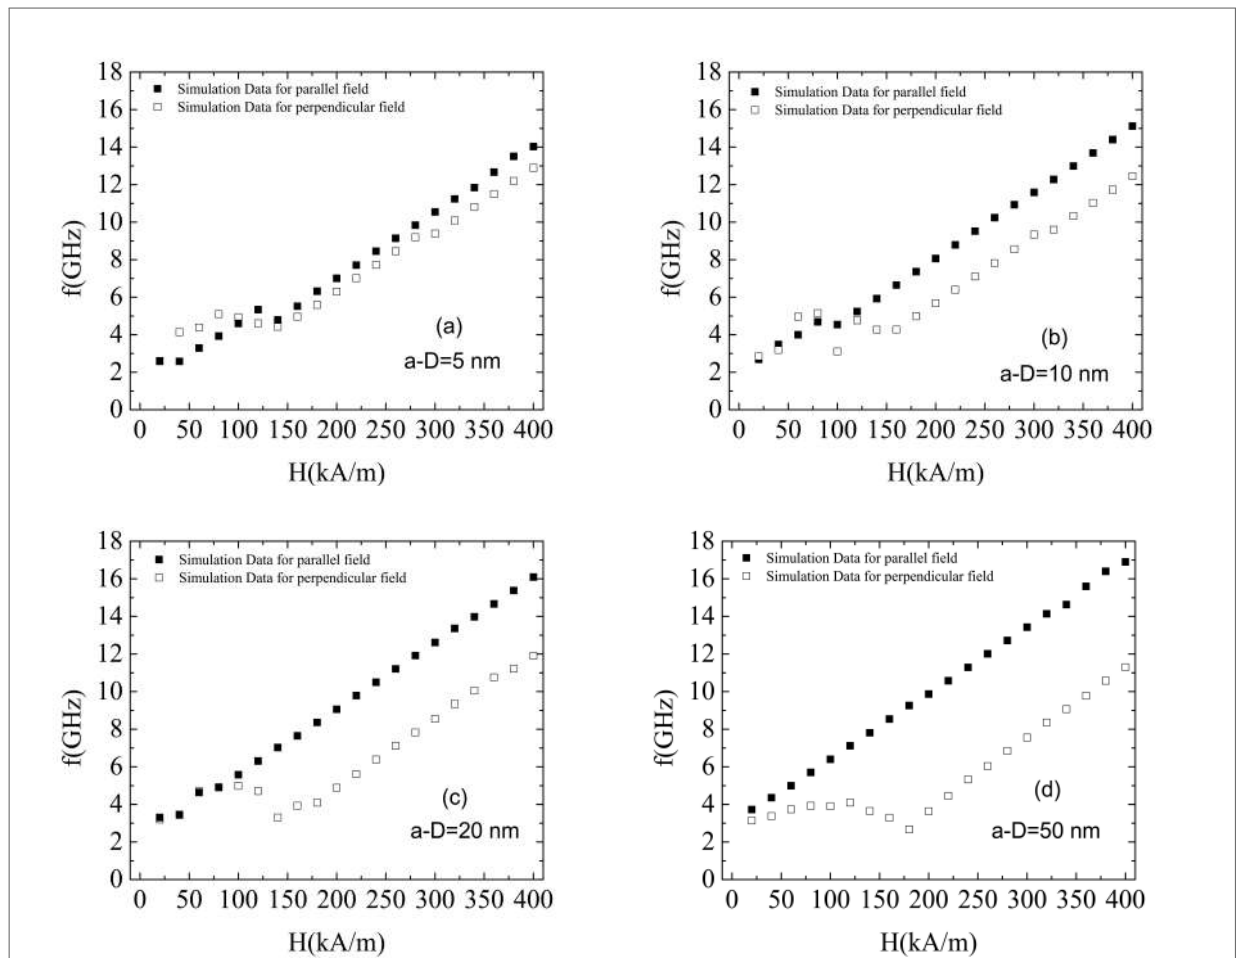 18
16
14
12
10
8
6
4
2
0
f(GHz)
Simulation Data for parallel field
Simulation Data for perpendicular field
(a)
a-D=5 nm
0 50 100 150 200 250 300 350 400
H(kA/m)
18
16
14
12
10
8
6
4
2
0
f(GHz)
Simulation Data for parallel field
Simulation Data for perpendicular field
(b)
a-D=10 nm
0 50 100 150 200 250 300 350 400
H(kA/m)
18
16
14
12
10
8
6
4
2
0
f(GHz)
Simulation Data for parallel field
Simulation Data for perpendicular field
(c)
a-D=20 nm
0 50 100 150 200 250 300 350 400
H(kA/m)
18
16
14
12
10
8
6
4
2
0
f(GHz)
Simulation Data for parallel field
Simulation Data for perpendicular field
(d)
a-D=50 nm
0 50 100 150 200 250 300 350 400
H(kA/m)